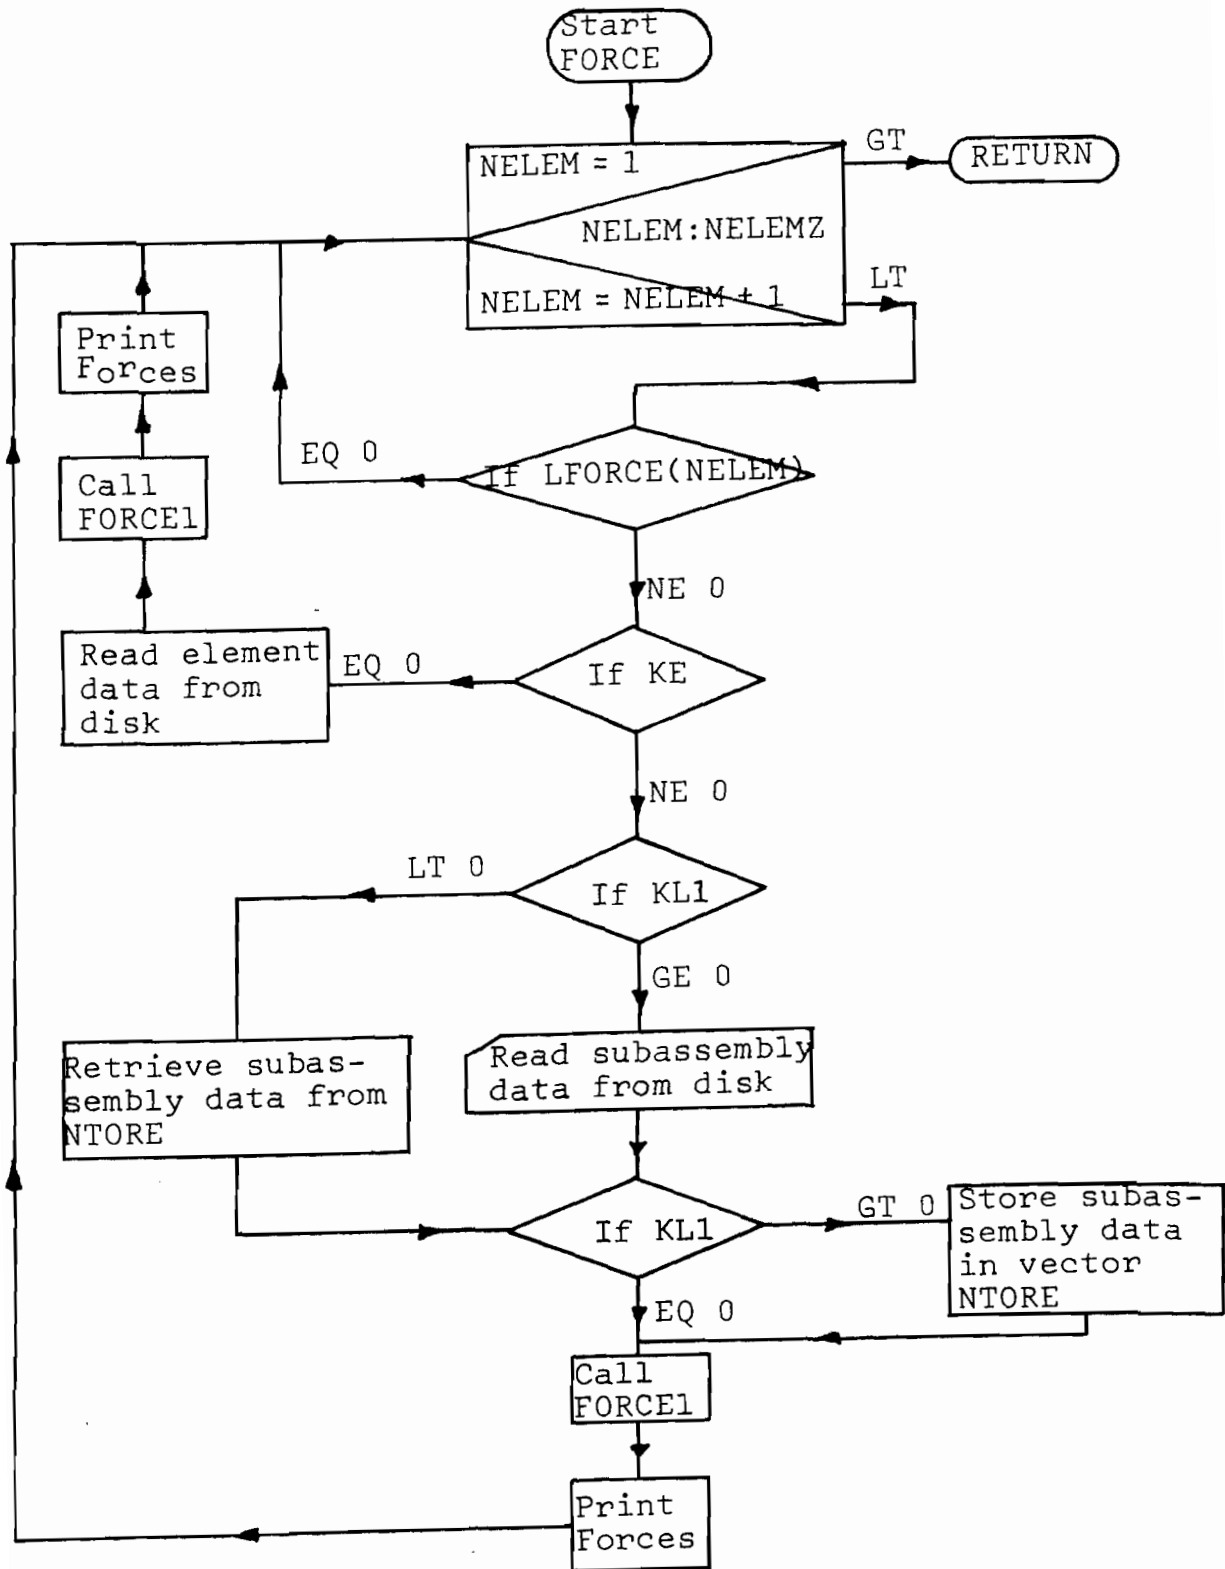 Start
FORCE
NELEM = 1
GT
RETURN
NELEM:NELEMZ
LT
NELEM = NELEM + 1
Print
Forces
EQ 0
If LFORCE(NELEM)
Call
FORCE1
NE 0
Read element
data from
disk
EQ 0
If KE
NE 0
LT 0
If KL1
GE 0
Retrieve subas-
sembly data from
NTORE
Read subassembly
data from disk
If KL1
GT 0
Store subas-
sembly data
in vector
NTORE
EQ 0
Call
FORCE1
Print
Forces